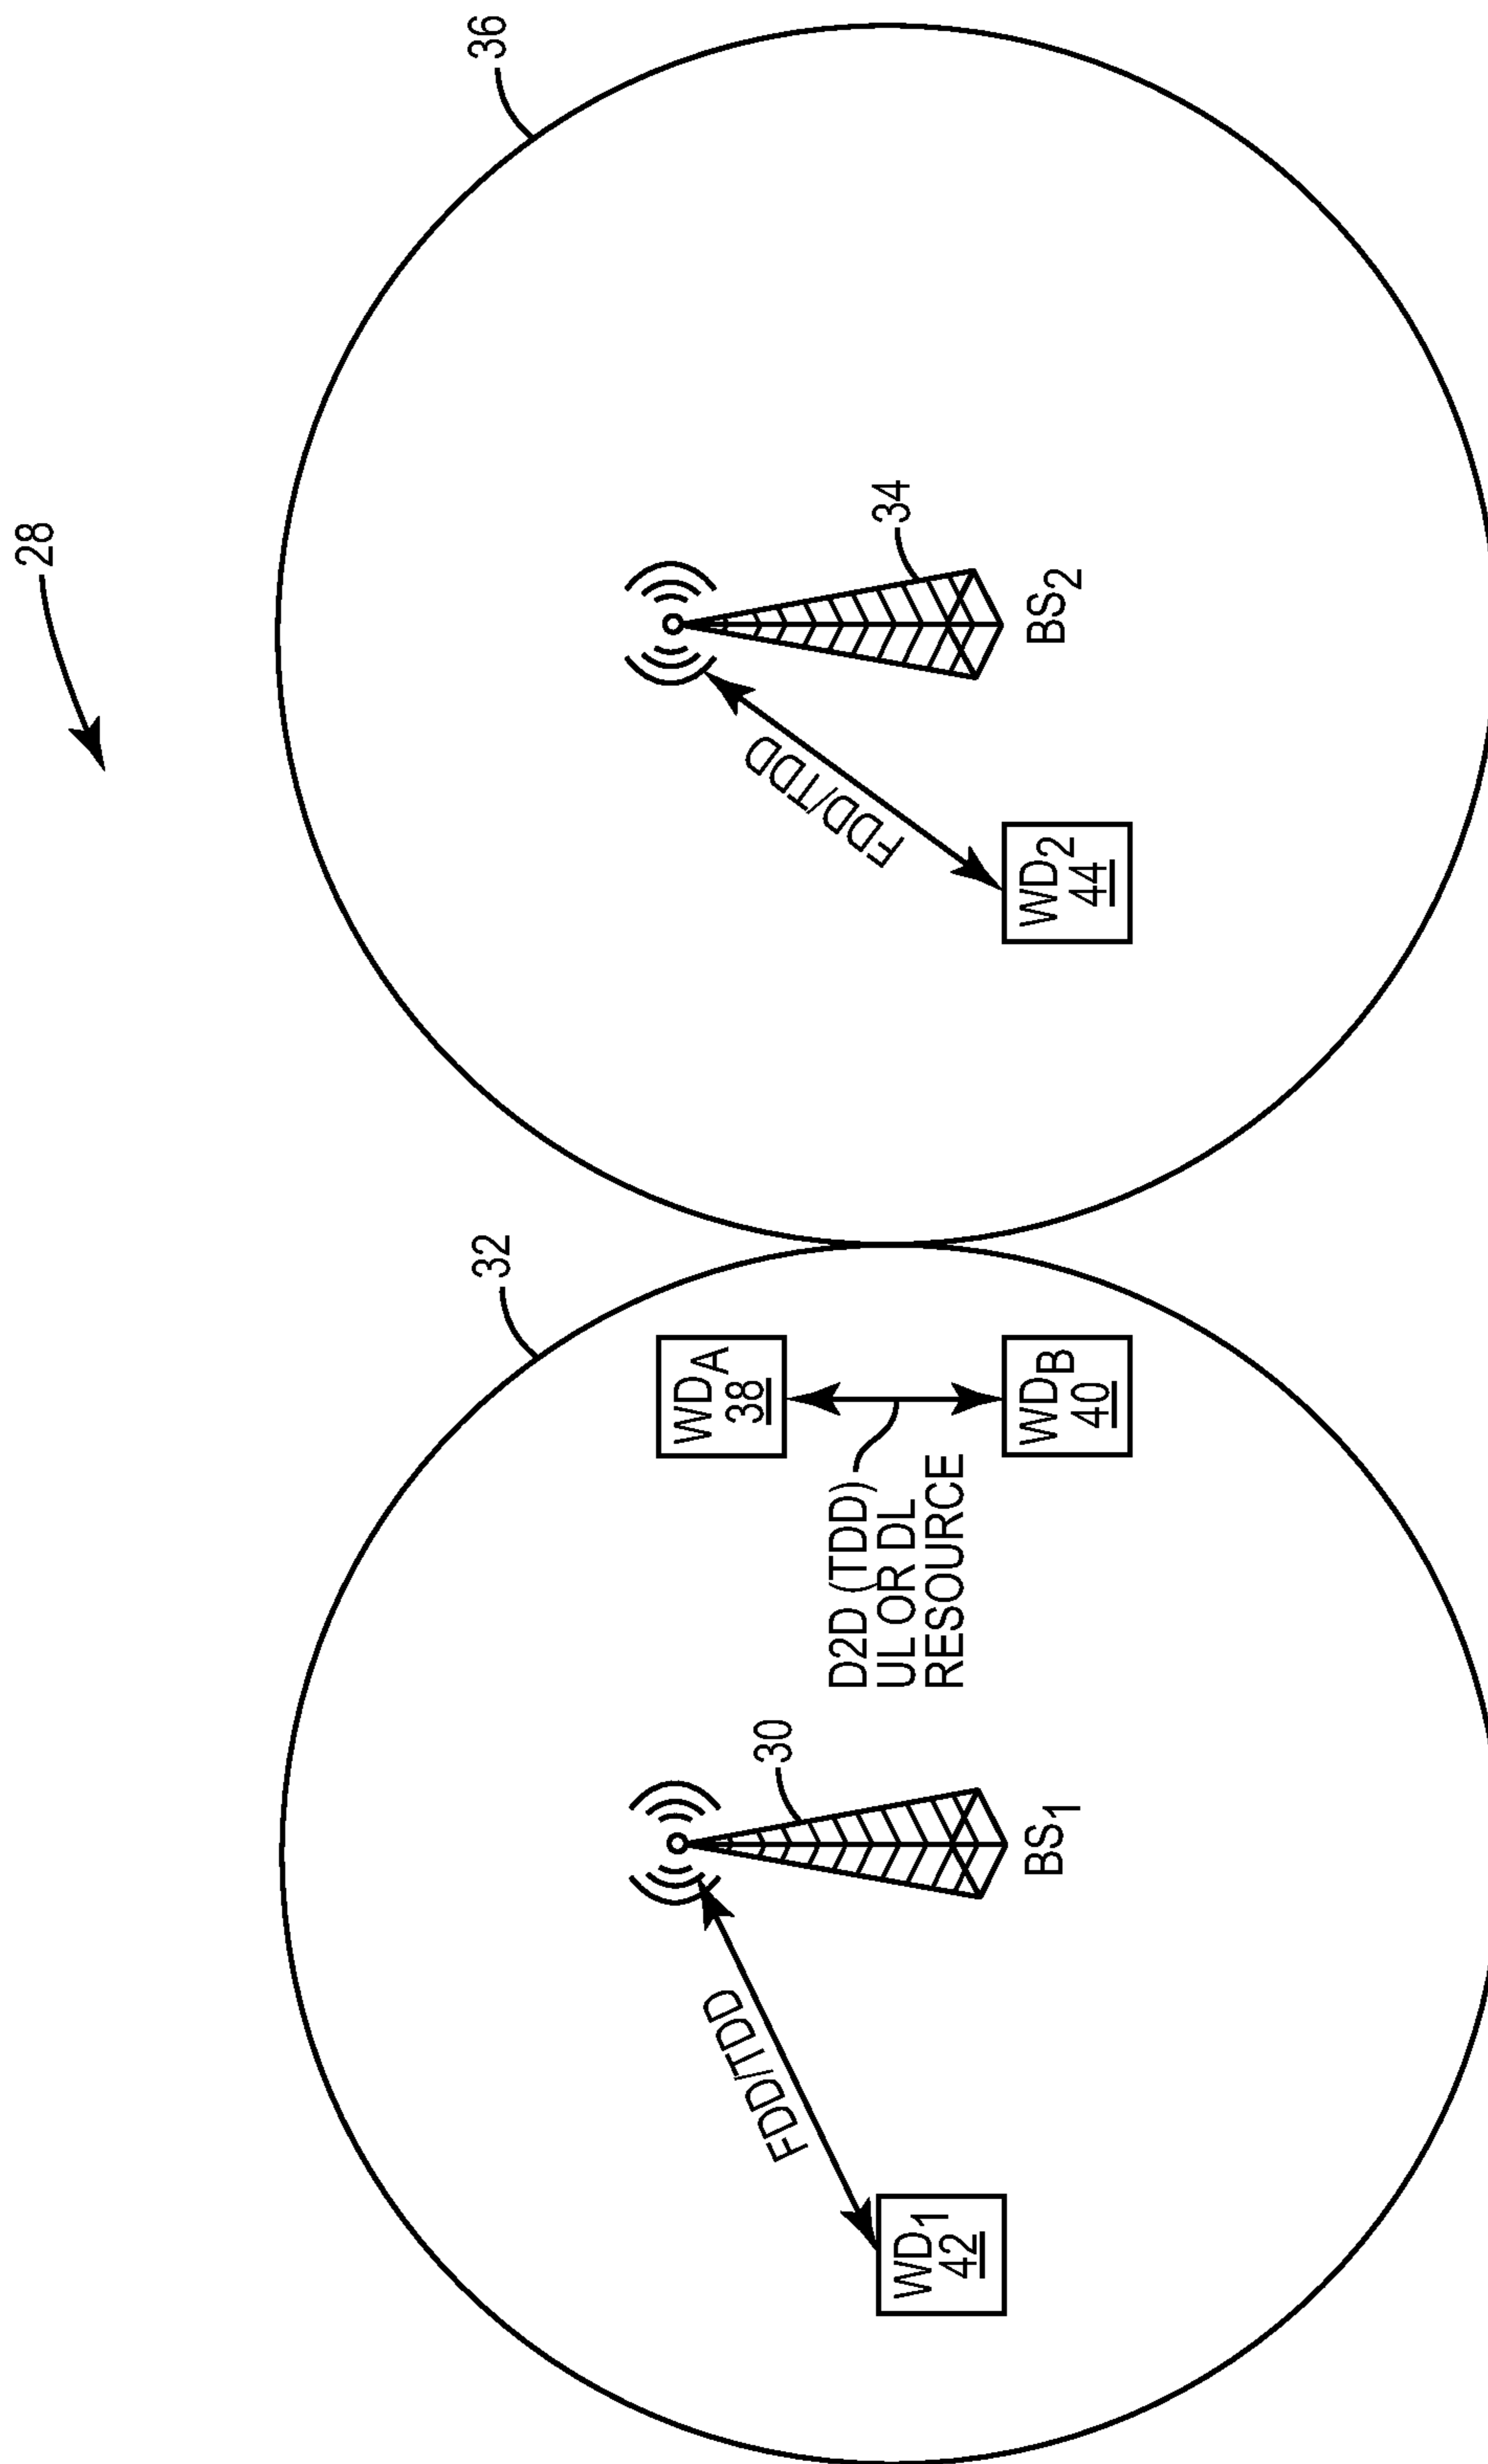 28
32
36
WD1
42
FDD/TDD
30
BS1
D2D (TDD)
UL OR DL
RESOURCE
WDA
38
WDB
40
WD2
44
FDD/TDD
34
BS2